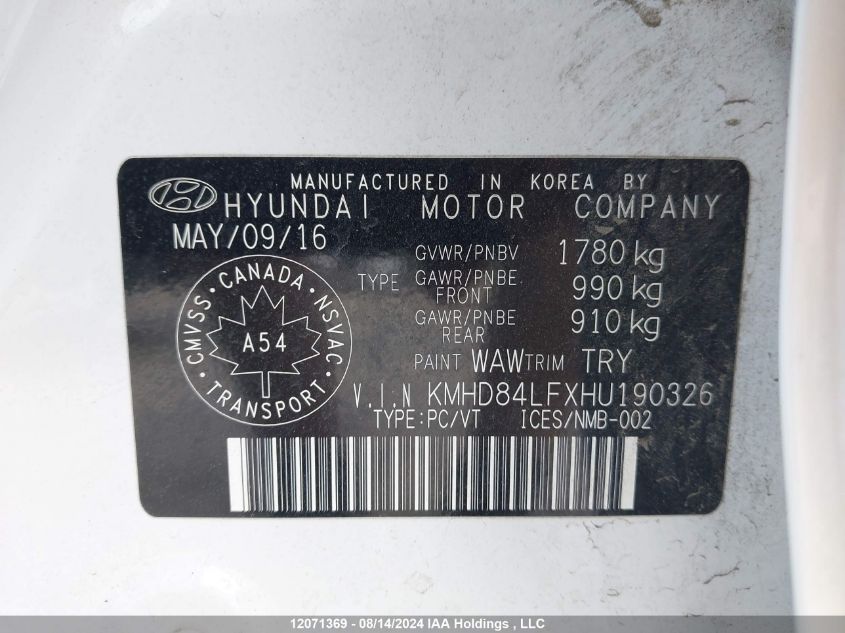 MANUFACTURED IN KOREA BY
HYUNDAI MOTOR COMPANY
MAY/09/16
GVWR/PNBV 1780 kg
TYPE GAWR/PNBE FRONT 990 kg
GAWR/PNBE REAR 910 kg
CMVSS · CANADA · NSVAC · TRANSPORT ·
A54
PAINT WAW TRIM TRY
V.I.N KMHD84LFXHU190326
TYPE:PC/VT ICES/NMB-002
12071369 - 08/14/2024 IAA Holdings , LLC